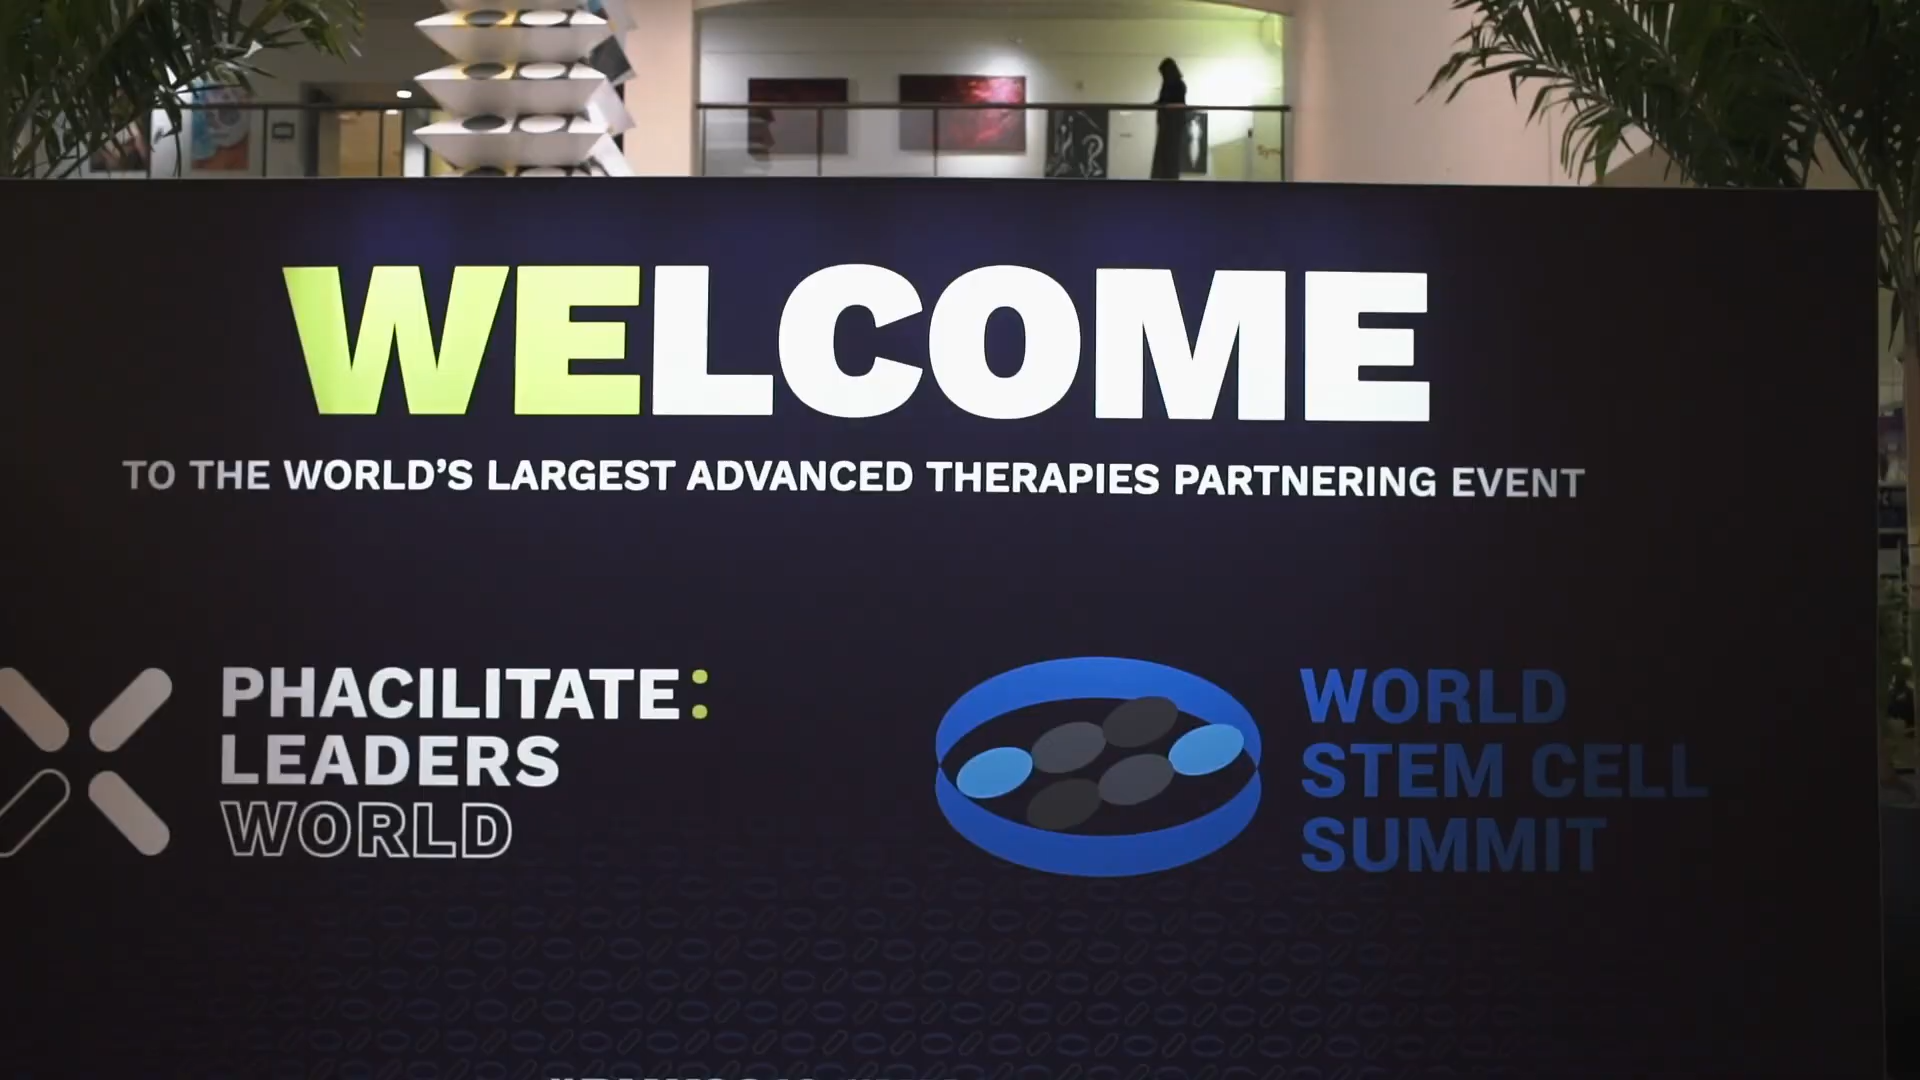 WELCOME
TO THE WORLD'S LARGEST ADVANCED THERAPIES PARTNERING EVENT
PHACILITATE:
LEADERS
WORLD
WORLD
STEM CELL
SUMMIT